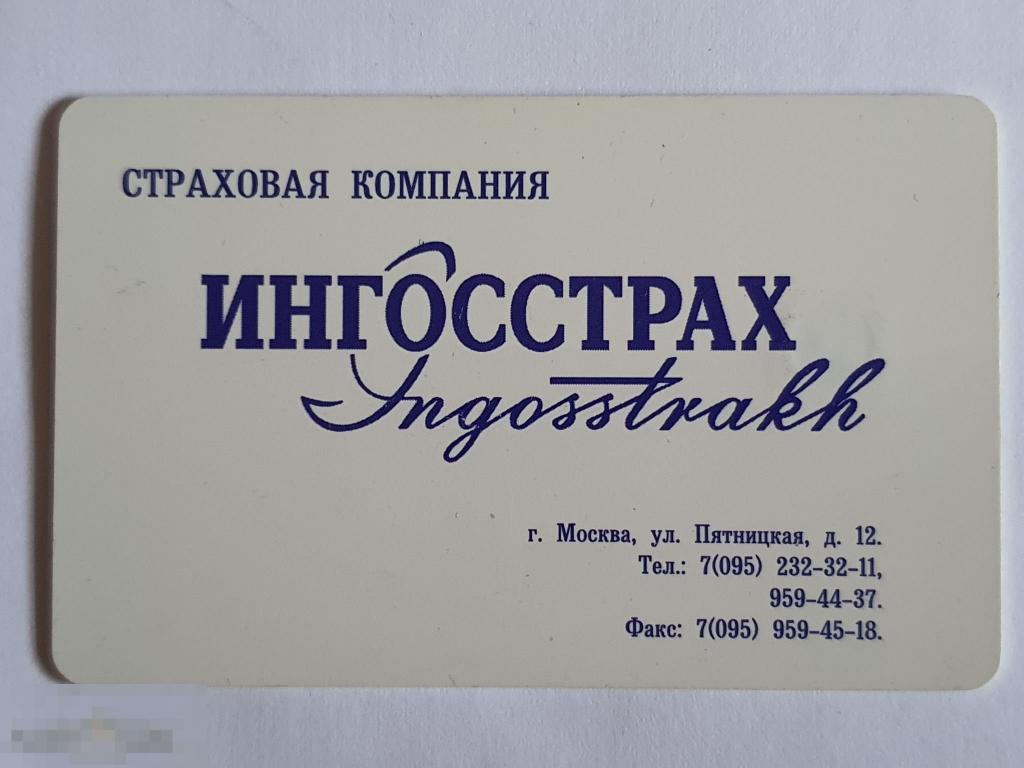 СТРАХОВАЯ КОМПАНИЯ
ИНГОССТРАХ
Ingosstrakh
г. Москва, ул. Пятницкая, д. 12.
Тел.: 7(095) 232-32-11,
959-44-37.
Факс: 7(095) 959-45-18.